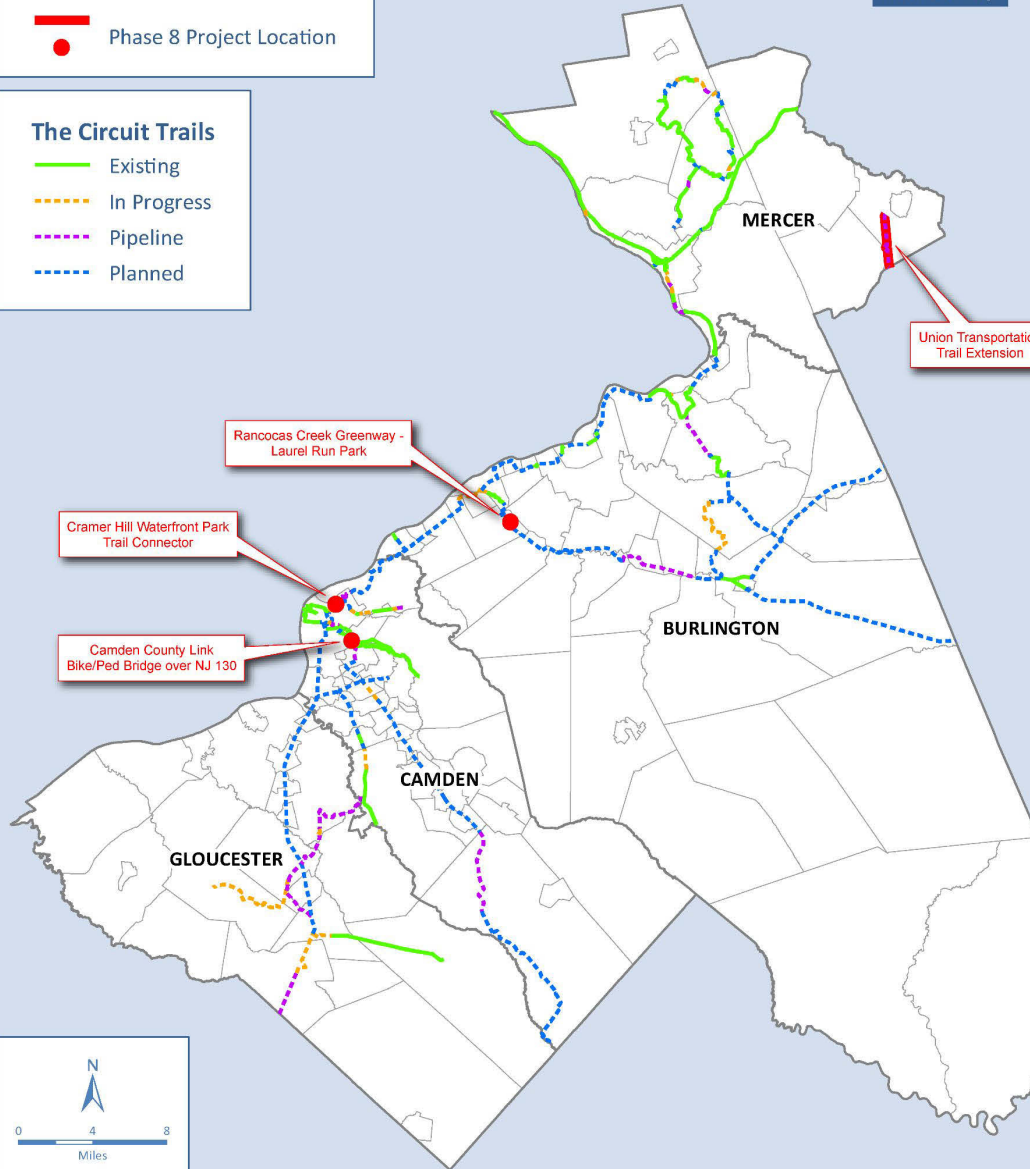 Phase 8 Project Location
The Circuit Trails
Existing
In Progress
Pipeline
Planned
MERCER
Union Transportatio
Trail Extension
Rancocas Creek Greenway -
Laurel Run Park
Cramer Hill Waterfront Park
Trail Connector
Camden County Link
Bike/Ped Bridge over NJ 130
BURLINGTON
CAMDEN
GLOUCESTER
N
0 4 8
Miles